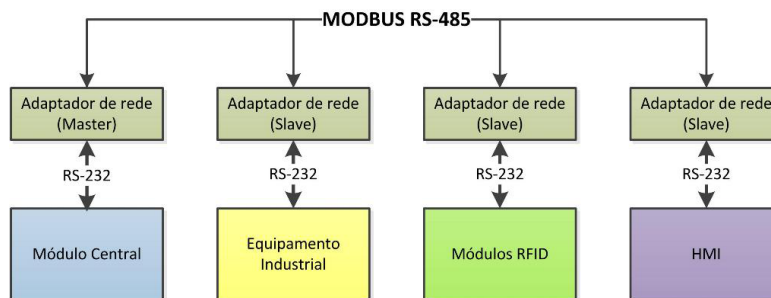 MODBUS RS-485
Adaptador de rede
(Master)
Adaptador de rede
(Slave)
Adaptador de rede
(Slave)
Adaptador de rede
(Slave)
RS-232
RS-232
RS-232
RS-232
Módulo Central
Equipamento
Industrial
Módulos RFID
HMI